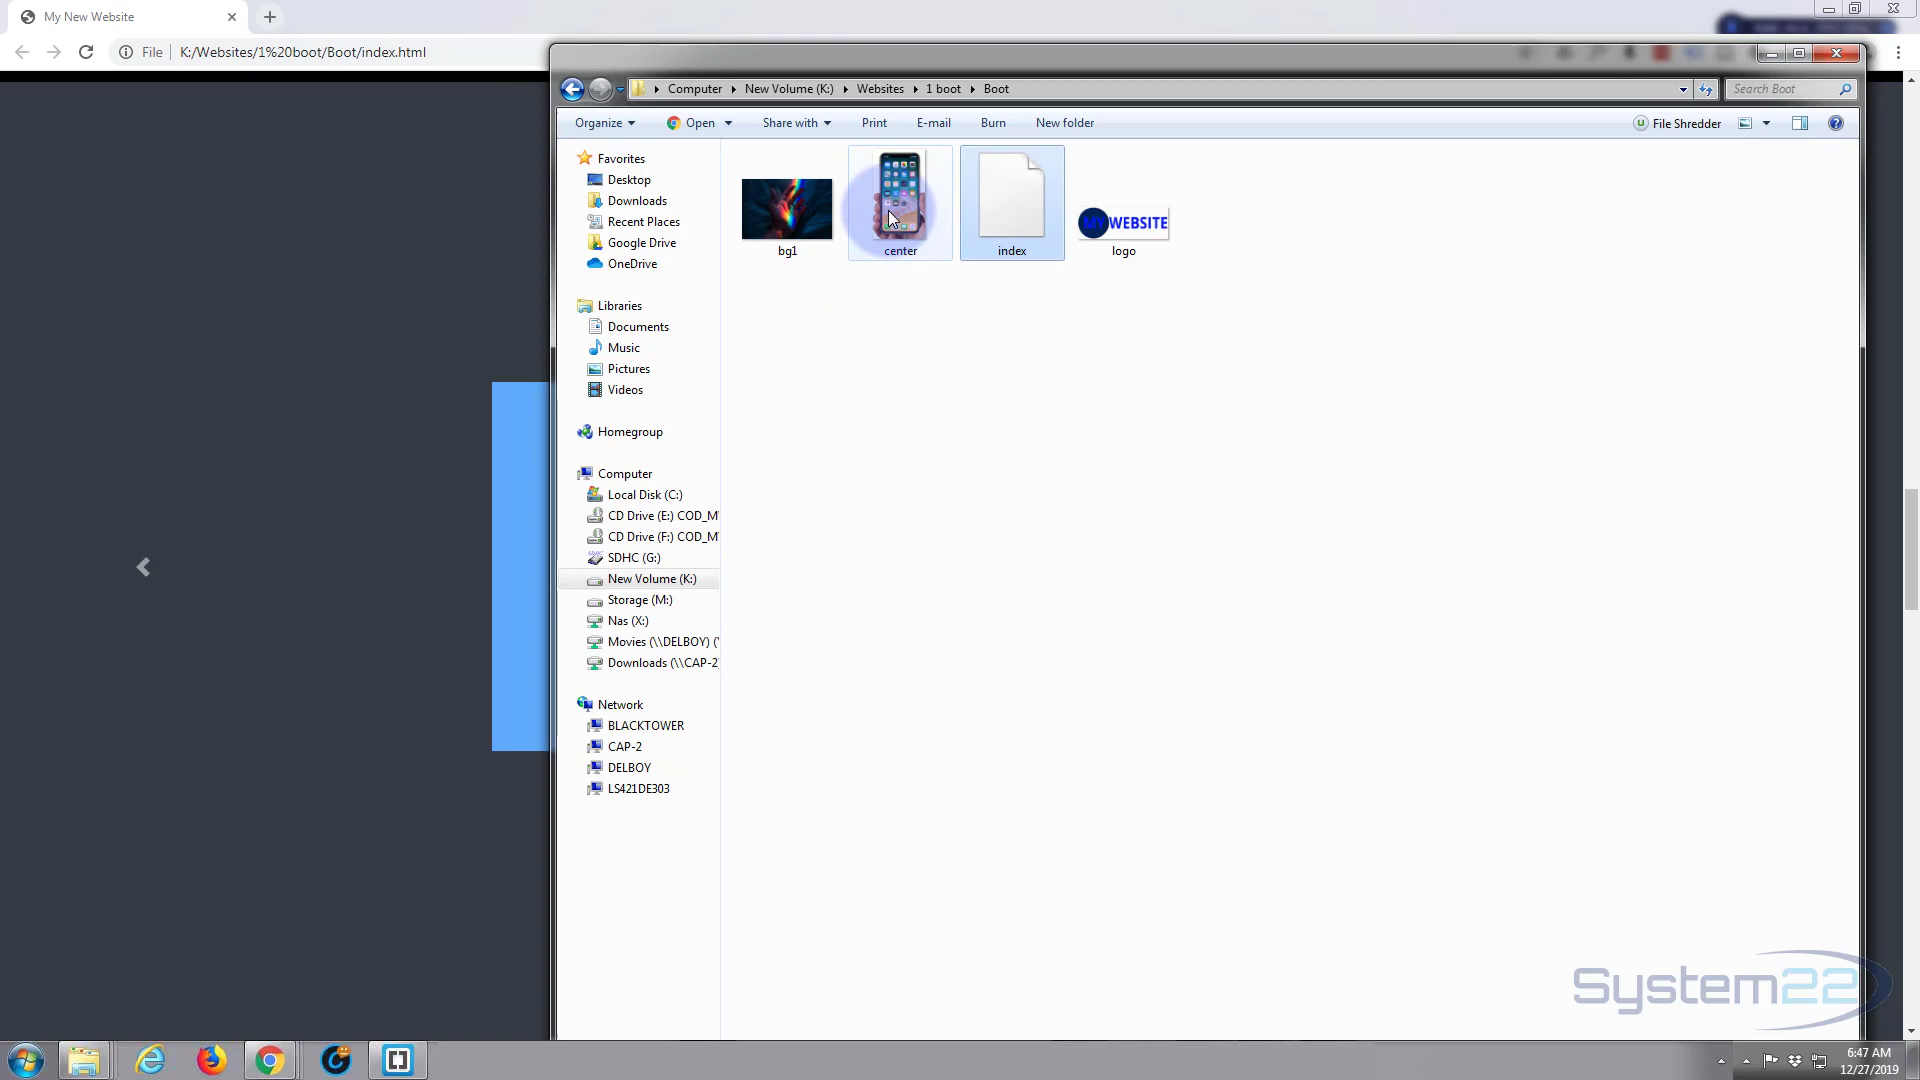 My New Website
File
K:/Websites/1%20boot/Boot/index.html
Computer
New Volume (K:)
Websites
1 boot
Boot
Search Boot
Organize
Open
Share with
Print
E-mail
Burn
New folder
File Shredder
Favorites
Desktop
Downloads
Recent Places
Google Drive
OneDrive
Libraries
Documents
Music
Pictures
Videos
Homegroup
Computer
Local Disk (C:)
CD Drive (E:) COD_M
CD Drive (F:) COD_M
SDHC (G:)
New Volume (K:)
Storage (M:)
Nas (X:)
Movies (\\DELBOY) (
Downloads (\\CAP-2
Network
BLACKTOWER
CAP-2
DELBOY
LS421DE303
bg1
center
index
MY WEBSITE
logo
System22
6:47 AM
12/27/2019